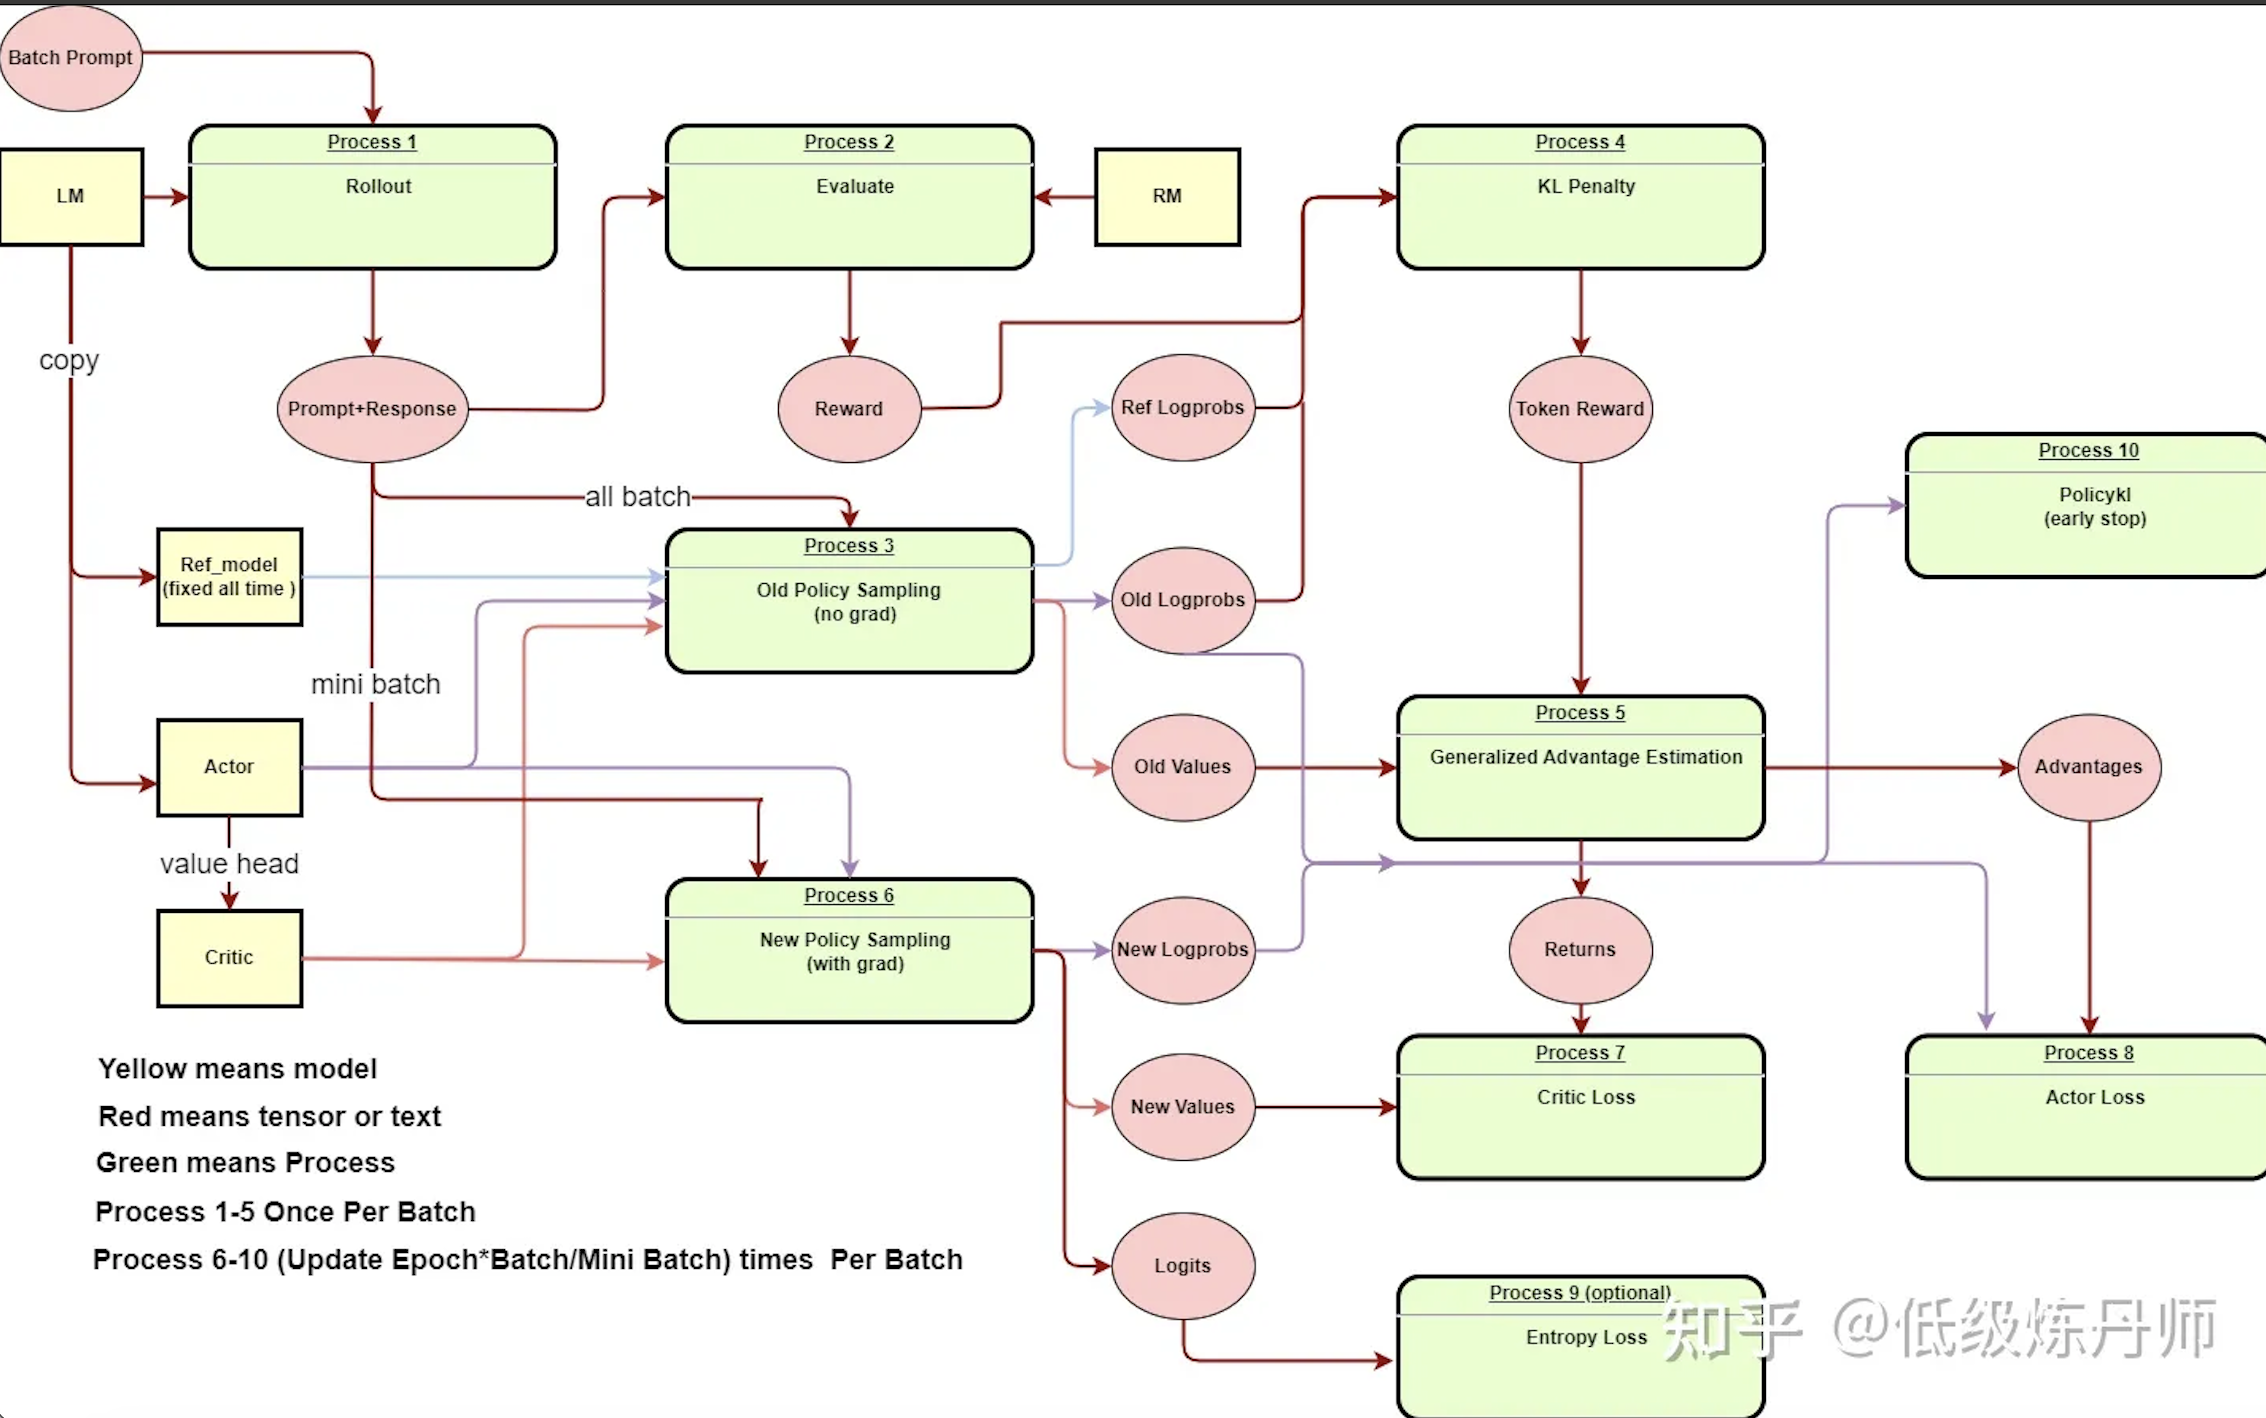 Batch Prompt
LM
Process 1
Rollout
Process 2
Evaluate
RM
Process 4
KL Penalty
copy
Prompt+Response
Reward
Ref Logprobs
Token Reward
all batch
Process 10
Policykl
(early stop)
Ref_model
(fixed all time )
Process 3
Old Policy Sampling
(no grad)
Old Logprobs
mini batch
Actor
Old Values
Process 5
Generalized Advantage Estimation
Advantages
value head
Critic
Process 6
New Policy Sampling
(with grad)
New Logprobs
Returns
Yellow means model
Red means tensor or text
Green means Process
Process 1-5 Once Per Batch
Process 6-10 (Update Epoch*Batch/Mini Batch) times  Per Batch
New Values
Process 7
Critic Loss
Process 8
Actor Loss
Logits
Process 9 (optional)
Entropy Loss
知乎 @低级炼丹师